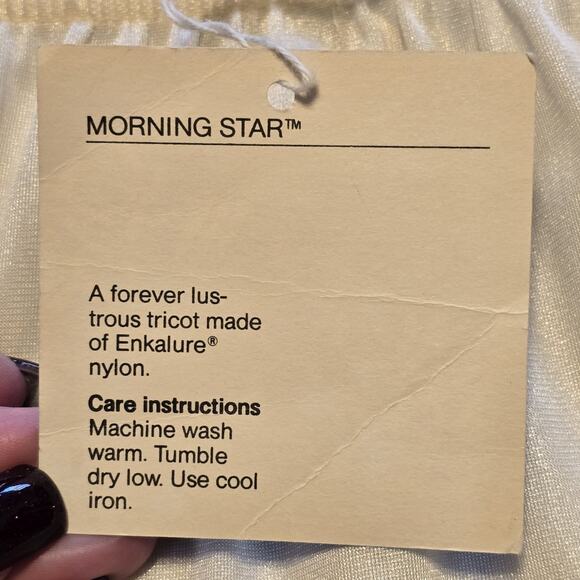 MORNING STAR™
A forever lus-
trous tricot made
of Enkalure®
nylon.
Care instructions
Machine wash
warm. Tumble
dry low. Use cool
iron.